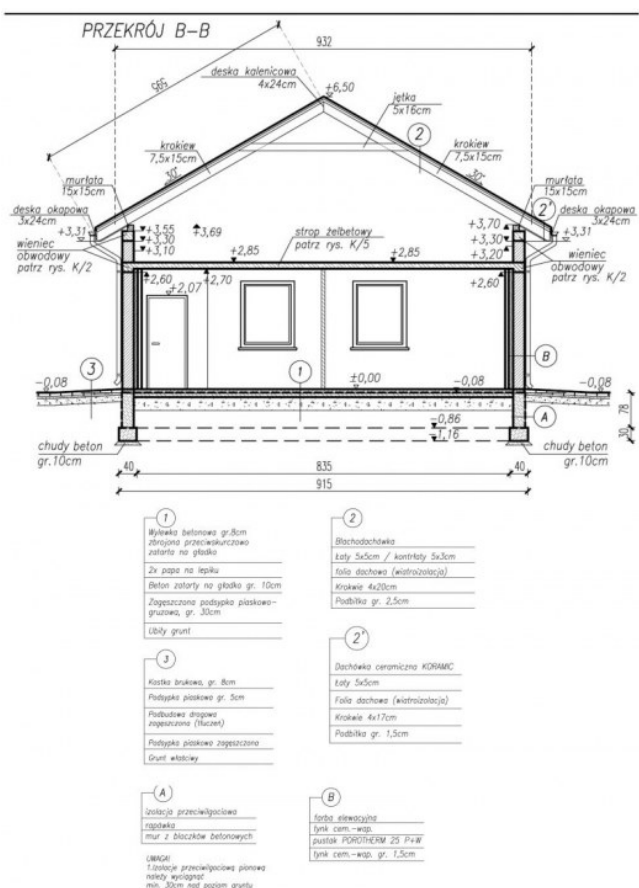 PRZEKRÓJ B-B
932
595
deska kalenicowa
4x24cm
+6,50
jętka
5x16cm
2
krokiew
7,5x15cm
krokiew
7,5x15cm
30°
30°
murłata
15x15cm
murłata
15x15cm
2'
deska okapowa
3x24cm
deska okapowa
3x24cm
+3,31
+3,55
+3,30
+3,10
+3,69
+3,70
+3,30
+3,20
+3,31
strop żelbetowy
patrz rys. K/5
wieniec
obwodowy
patrz rys. K/2
wieniec
obwodowy
patrz rys. K/2
+2,85
+2,85
+2,60
+2,70
+2,60
+2,07
B
3
1
-0,08
±0,00
-0,08
-0,08
A
78
30
-0,86
-1,16
chudy beton
gr.10cm
chudy beton
gr.10cm
40
835
40
915
1
Wylewka betonowa gr.8cm
zbrojona przeciwskurczowo
zatarta na gładko
2x papa na lepiku
Beton zatarty na gładko gr. 10cm
Zagęszczona podsypka piaskowo-
gruzowa, gr. 30cm
Ubity grunt
2
Blachodachówka
Łaty 5x5cm / kontrłaty 5x3cm
folia dachowa (wiatroizolacja)
Krokwie 4x20cm
Podbitka gr. 2,5cm
3
Kostka brukowa, gr. 8cm
Podsypka piaskowa gr. 5cm
Podbudowa drogowa
zagęszczona (tłuczeń)
Podsypka piaskowa zagęszczona
Grunt właściwy
2'
Dachówka ceramiczna KORAMIC
Łaty 5x5cm
Folia dachowa (wiatroizolacja)
Krokwie 4x17cm
Podbitka gr. 1,5cm
A
izolacja przeciwilgociowa
rapówka
mur z bloczków betonowych
UWAGA!
1.Izolacje przeciwilgociową pionową
należy wyciągnąć
min. 30cm nad poziom gruntu
B
farba elewacyjna
tynk cem.-wap.
pustak POROTHERM 25 P+W
tynk cem.-wap. gr. 1,5cm